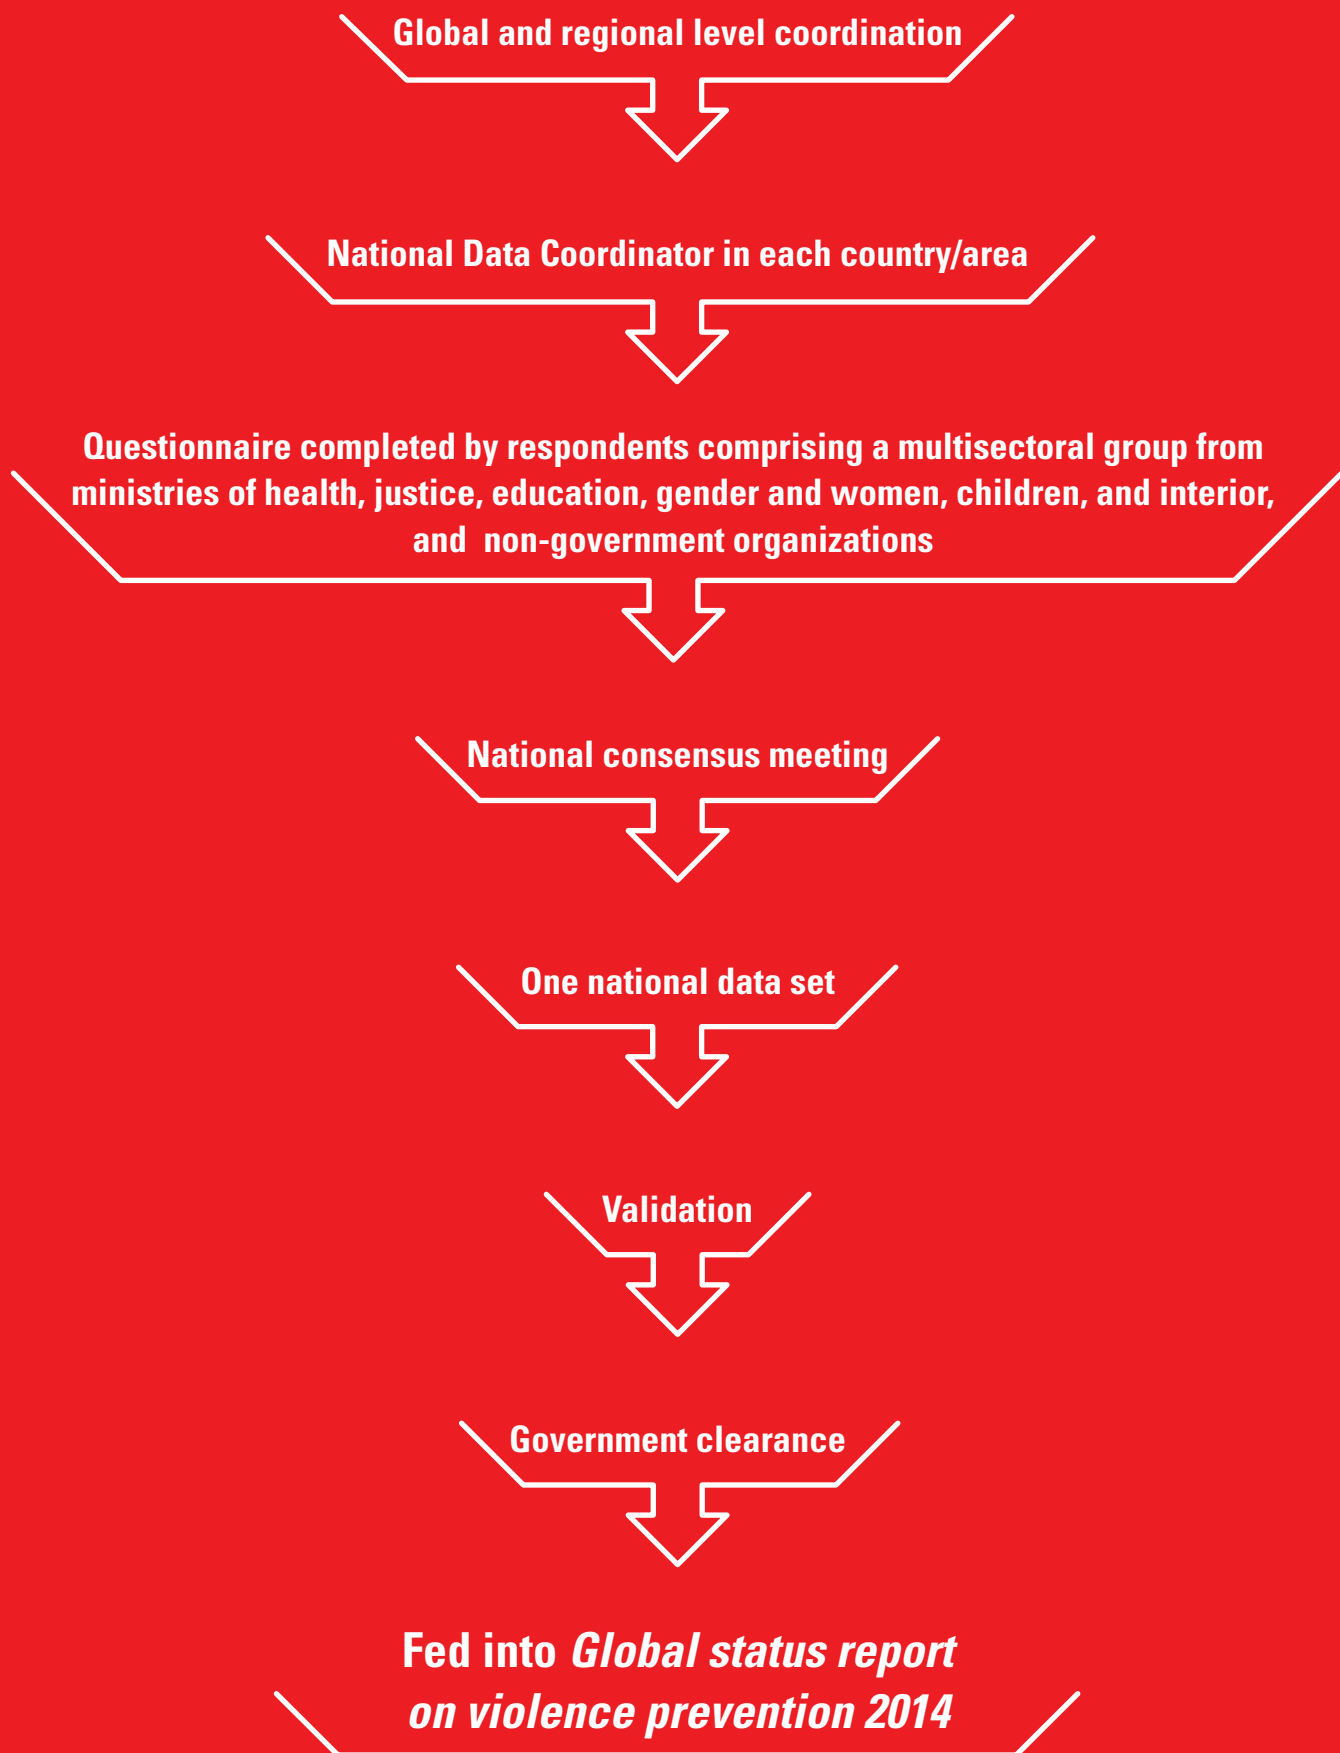 Global and regional level coordination
National Data Coordinator in each country/area
Questionnaire completed by respondents comprising a multisectoral group from
ministries of health, justice, education, gender and women, children, and interior,
and non-government organizations
National consensus meeting
One national data set
Validation
Government clearance
Fed into Global status report
on violence prevention 2014